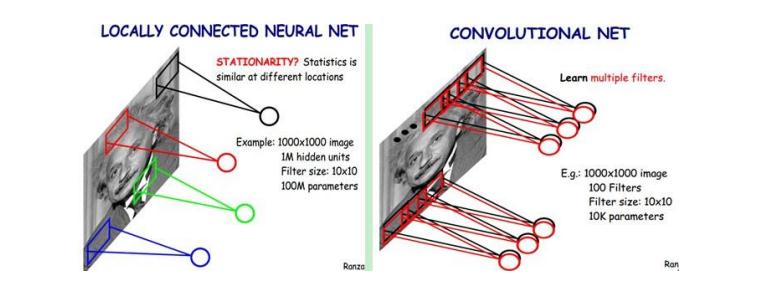 LOCALLY CONNECTED NEURAL NET
STATIONARITY? Statistics is
similar at different locations
Example: 1000x1000 image
1M hidden units
Filter size: 10x10
100M parameters
Ranza
CONVOLUTIONAL NET
Learn multiple filters.
E.g.: 1000x1000 image
100 Filters
Filter size: 10x10
10K parameters
Ran